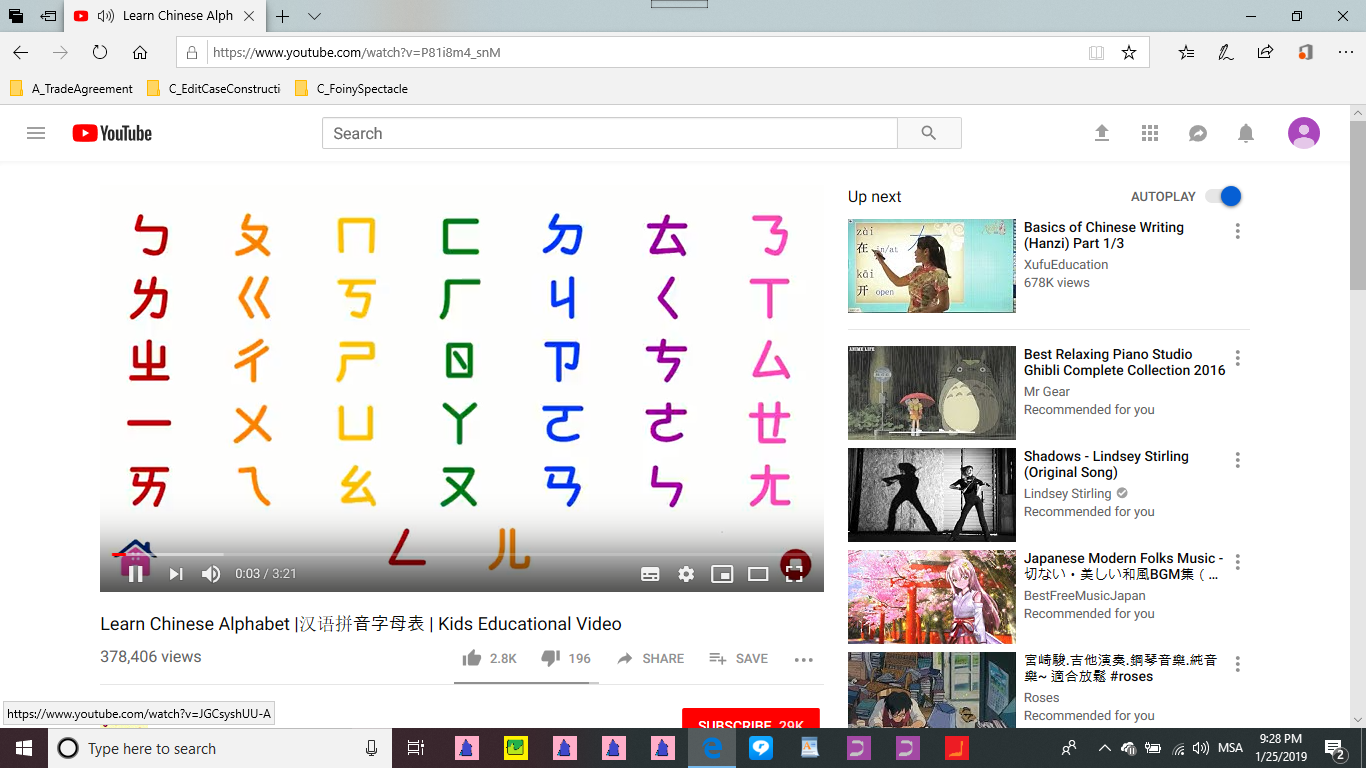 Learn Chinese Alph
https://www.youtube.com/watch?v=P81i8m4_snM
A_TradeAgreement C_EditCaseConstructi C_FoinySpectacle
YouTube
Search
ㄅ ㄆ ㄇ ㄈ ㄉ ㄊ ㄋ
ㄌ ㄍ ㄎ ㄏ ㄐ ㄑ ㄒ
ㄓ ㄔ ㄕ ㄖ ㄗ ㄘ ㄙ
ㄧ ㄨ ㄩ ㄚ ㄛ ㄜ ㄝ
ㄞ ㄟ ㄠ ㄡ ㄢ ㄣ ㄤ
ㄥ ㄦ
0:03 / 3:21
Learn Chinese Alphabet |汉语拼音字母表 | Kids Educational Video
378,406 views
2.8K 196 SHARE SAVE
SUBSCRIBE 29K
Up next
AUTOPLAY
zài
在 in/at
kāi
开 open
Basics of Chinese Writing
(Hanzi) Part 1/3
XufuEducation
678K views
ANIME LIFE
Best Relaxing Piano Studio
Ghibli Complete Collection 2016
Mr Gear
Recommended for you
Shadows - Lindsey Stirling
(Original Song)
Lindsey Stirling
Recommended for you
Japanese Modern Folks Music -
切ない・美しい和風BGM集（...
BestFreeMusicJapan
Recommended for you
宮崎駿.吉他演奏.鋼琴音樂.純音
樂~ 適合放鬆 #roses
Roses
Recommended for you
https://www.youtube.com/watch?v=JGCsyshUU-A
Type here to search
MSA
9:28 PM
1/25/2019
2